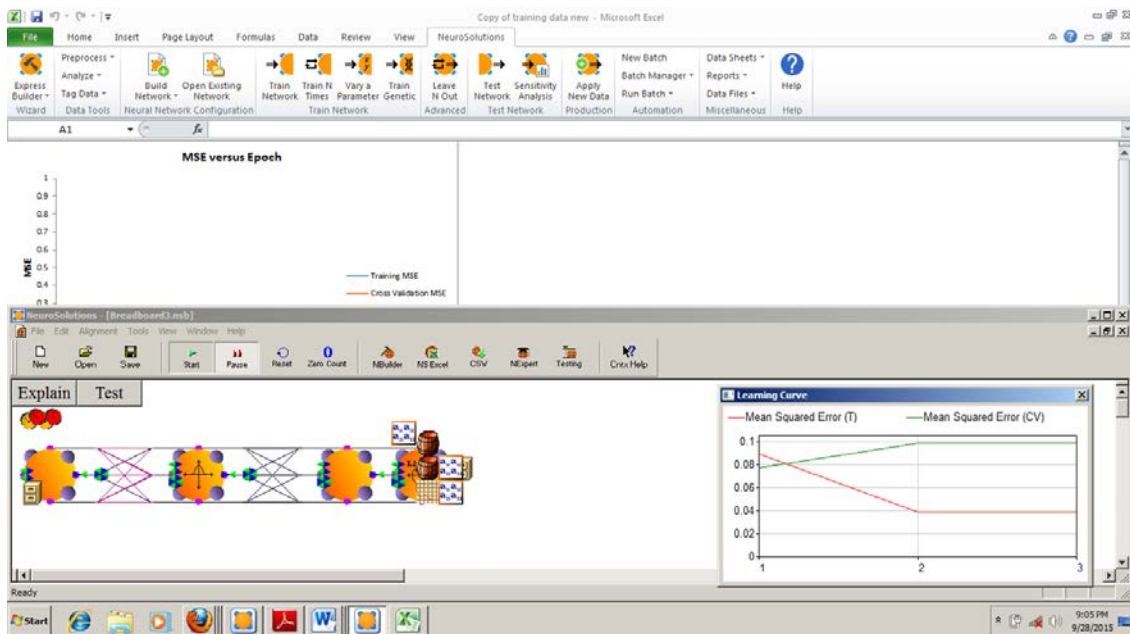 Copy of training data new - Microsoft Excel
File Home Insert Page Layout Formulas Data Review View NeuroSolutions
Preprocess New Batch Data Sheets
Analyze Batch Manager Reports
Express Builder Tag Data Build Network Open Existing Network Train Network Train N Times Vary a Parameter Train Genetic Leave N Out Test Network Sensitivity Analysis Apply New Data Run Batch Data Files Help
Wizard Data Tools Neural Network Configuration Train Network Advanced Test Network Production Automation Miscellaneous Help
A1 fx
MSE versus Epoch
1
0.9
0.8
0.7
0.6
MSE
0.5
0.4
0.3
Training MSE
Cross Validation MSE
NeuroSolutions - [Breadboard3.nsb]
File Edit Alignment Tools View Window Help
New Open Save Start Pause Reset Zero Count NBuilder NSExcel CSV NExpert Testing Cntx Help
Explain Test
Learning Curve
Mean Squared Error (T) Mean Squared Error (CV)
0.1
0.08
0.06
0.04
0.02
0
1 2 3
Ready
Start 9:05 PM
9/28/2015